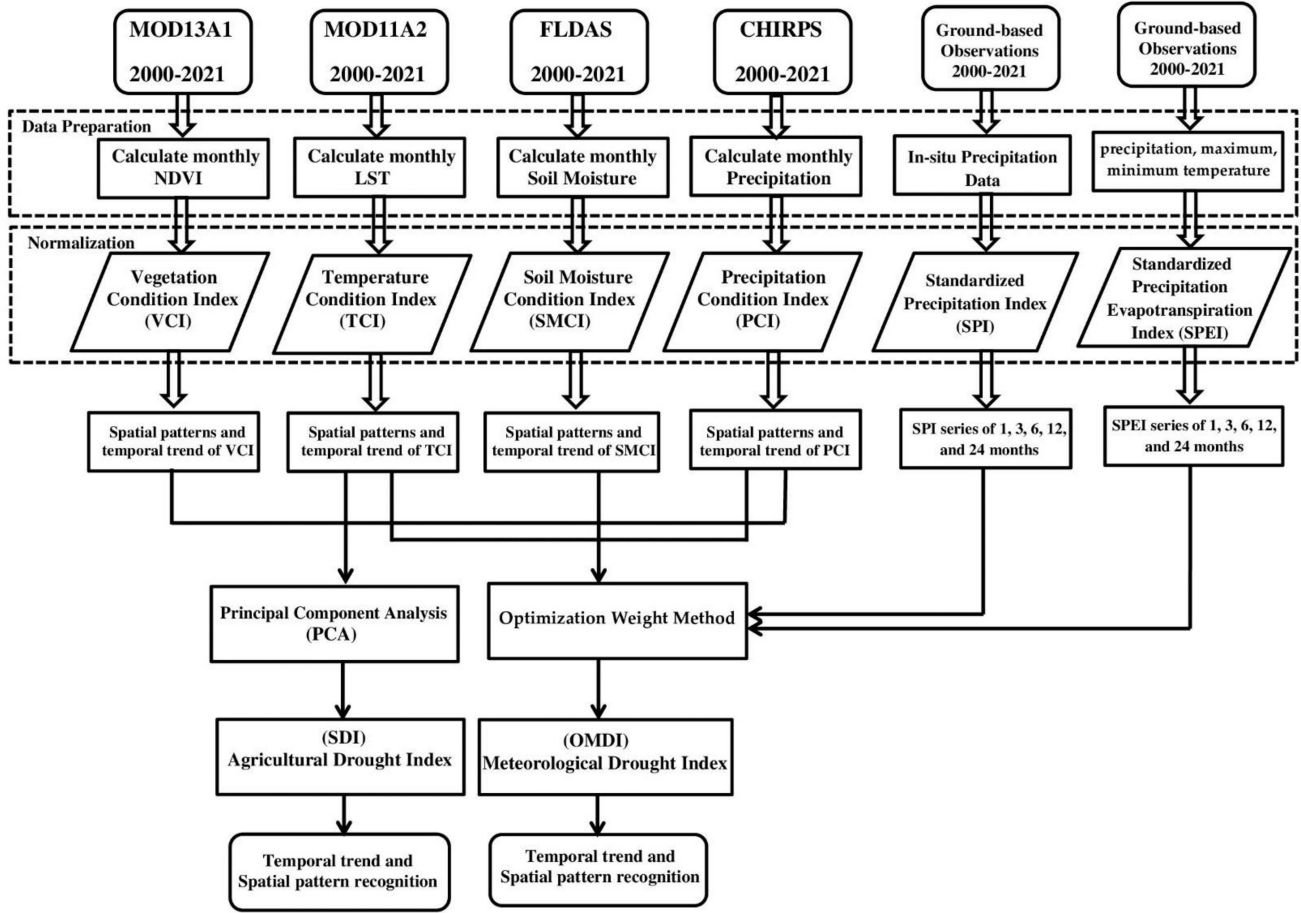 MOD13A1
2000-2021
MOD11A2
2000-2021
FLDAS
2000-2021
CHIRPS
2000-2021
Ground-based
Observations
2000-2021
Ground-based
Observations
2000-2021
Data Preparation
Calculate monthly
NDVI
Calculate monthly
LST
Calculate monthly
Soil Moisture
Calculate monthly
Precipitation
In-situ Precipitation
Data
precipitation, maximum,
minimum temperature
Normalization
Vegetation
Condition Index
(VCI)
Temperature
Condition Index
(TCI)
Soil Moisture
Condition Index
(SMCI)
Precipitation
Condition Index
(PCI)
Standardized
Precipitation Index
(SPI)
Standardized
Precipitation
Evapotranspiration
Index (SPEI)
Spatial patterns and
temporal trend of VCI
Spatial patterns and
temporal trend of TCI
Spatial patterns and
temporal trend of SMCI
Spatial patterns and
temporal trend of PCI
SPI series of 1, 3, 6, 12,
and 24 months
SPEI series of 1, 3, 6, 12,
and 24 months
Principal Component Analysis
(PCA)
Optimization Weight Method
(SDI)
Agricultural Drought Index
(OMDI)
Meteorological Drought Index
Temporal trend and
Spatial pattern recognition
Temporal trend and
Spatial pattern recognition